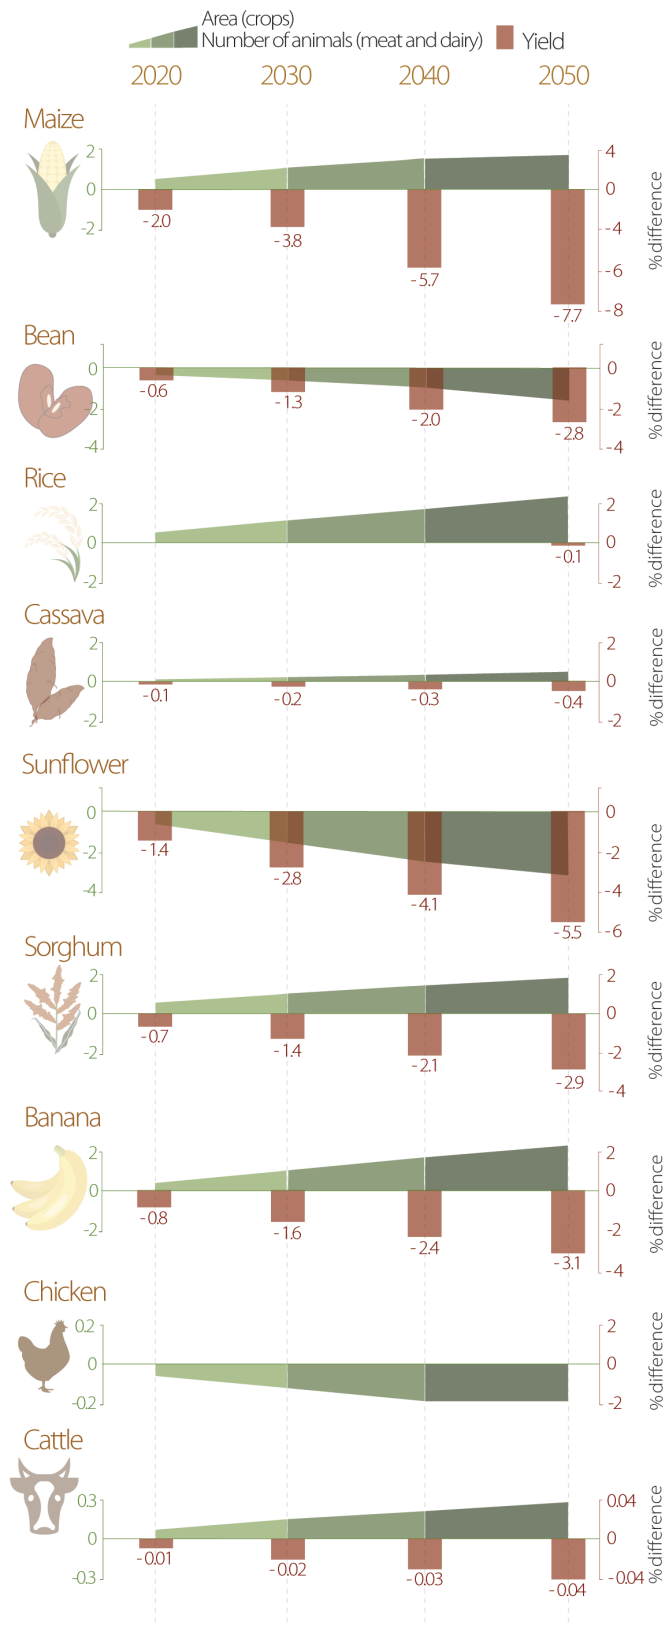 Area (crops)
Number of animals (meat and dairy)
Yield
2020 2030 2040 2050
Maize
2 4
0 0
-2.0
-2 -4
-3.8
-6
-5.7
-8
-7.7
%difference
Bean
0 0
-0.6
-1.3
-2 -2
-2.0
-2.8
-4 -4
%difference
Rice
2 2
0 0
-0.1
-2 -2
%difference
Cassava
2 2
0 0
-0.1 -0.2 -0.3 -0.4
-2 -2
%difference
Sunflower
0 0
-1.4
-2 -2
-2.8
-4 -4
-4.1
-5.5
-6
%difference
Sorghum
2 2
0 0
-0.7
-1.4
-2 -2
-2.1
-2.9
-4
%difference
Banana
2 2
0 0
-0.8
-1.6
-2 -2
-2.4
-3.1
-4
%difference
Chicken
0.2 2
0 0
-0.2 -2
%difference
Cattle
0.3 0.04
0 0
-0.01 -0.02 -0.03 -0.04
-0.3 -0.04
%difference